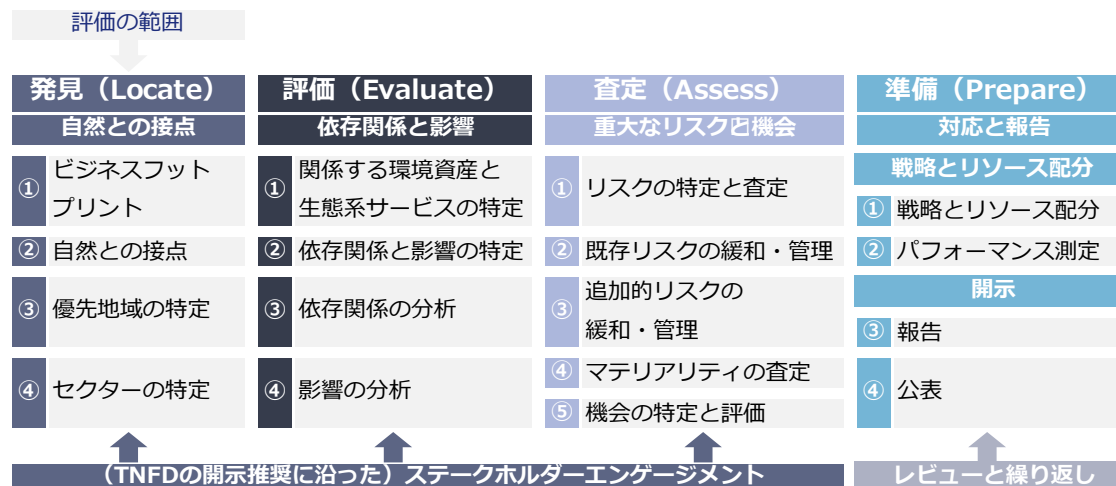 評価の範囲
発見（Locate）
自然との接点
①
ビジネスフット
プリント
②
自然との接点
③
優先地域の特定
④
セクターの特定
評価（Evaluate）
依存関係と影響
①
関係する環境資産と
生態系サービスの特定
②
依存関係と影響の特定
③
依存関係の分析
④
影響の分析
査定（Assess）
重大なリスクと機会
①
リスクの特定と査定
②
既存リスクの緩和・管理
③
追加的リスクの
緩和・管理
④
マテリアリティの査定
⑤
機会の特定と評価
準備（Prepare）
対応と報告
戦略とリソース配分
①
戦略とリソース配分
②
パフォーマンス測定
開示
③
報告
④
公表
（TNFDの開示推奨に沿った）ステークホルダーエンゲージメント
レビューと繰り返し